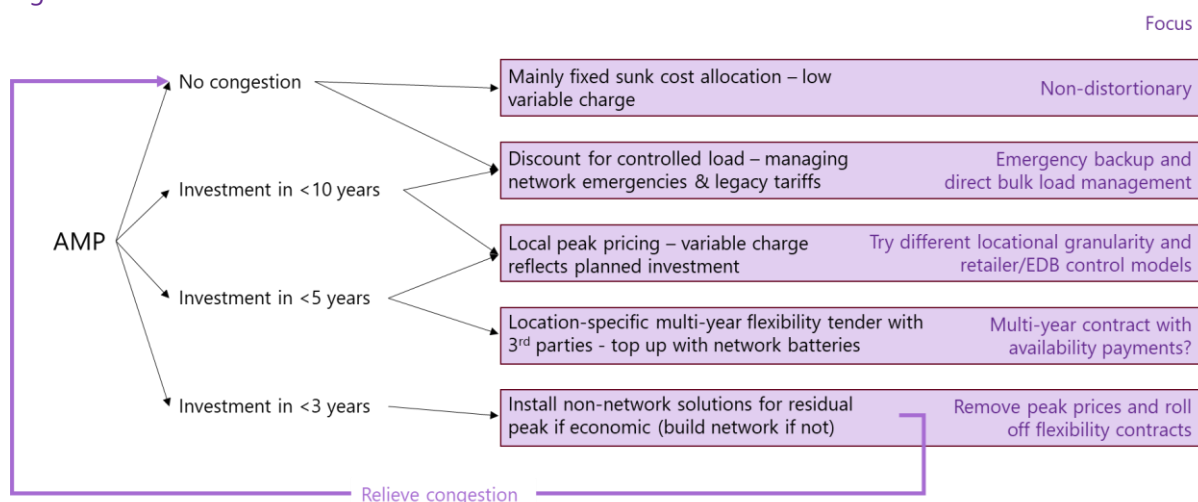 Focus
No congestion
Mainly fixed sunk cost allocation – low
variable charge
Non-distortionary
Discount for controlled load – managing
network emergencies & legacy tariffs
Emergency backup and
direct bulk load management
Investment in <10 years
AMP
Local peak pricing – variable charge
reflects planned investment
Try different locational granularity and
retailer/EDB control models
Investment in <5 years
Location-specific multi-year flexibility tender with
3rd parties - top up with network batteries
Multi-year contract with
availability payments?
Investment in <3 years
Install non-network solutions for residual
peak if economic (build network if not)
Remove peak prices and roll
off flexibility contracts
Relieve congestion